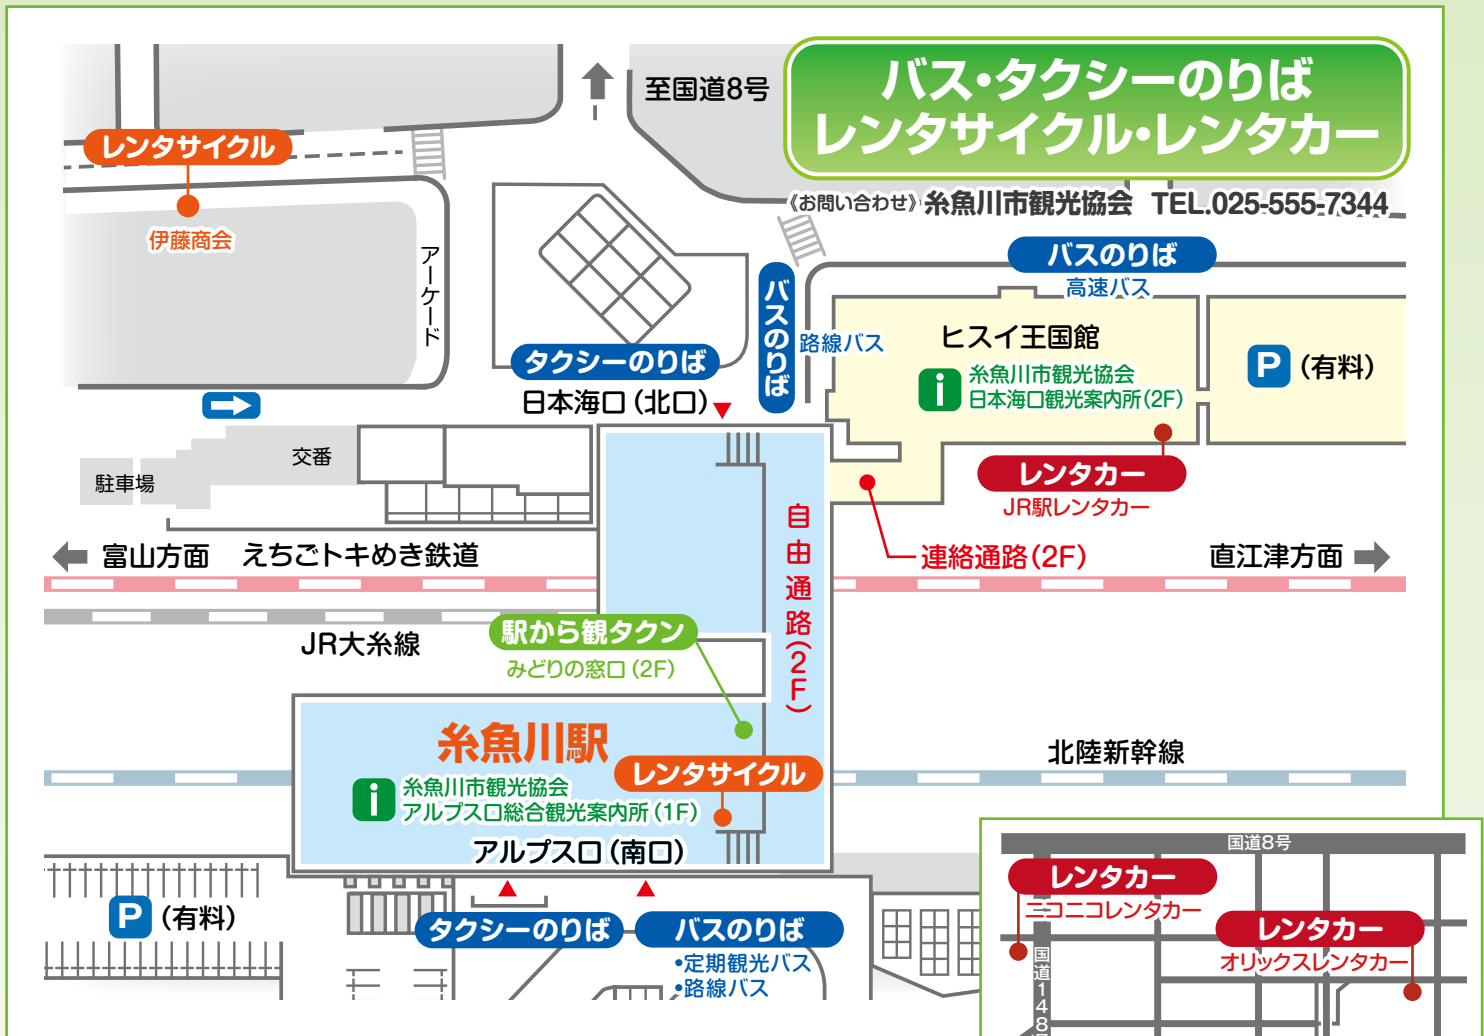 バス・タクシーのりば
レンタサイクル・レンタカー
《お問い合わせ》糸魚川市観光協会 TEL.025-555-7344
至国道8号
レンタサイクル
伊藤商会
アーケード
バスのりば
高速バス
バスのりば
路線バス
ヒスイ王国館
i 糸魚川市観光協会
日本海口観光案内所(2F)
P (有料)
タクシーのりば
日本海口(北口)
交番
駐車場
レンタカー
JR駅レンタカー
自由通路(2F)
連絡通路(2F)
富山方面
えちごトキめき鉄道
直江津方面
JR大糸線
駅から観タクン
みどりの窓口(2F)
糸魚川駅
レンタサイクル
i 糸魚川市観光協会
アルプス口総合観光案内所(1F)
アルプス口(南口)
北陸新幹線
P (有料)
タクシーのりば
バスのりば
•定期観光バス
•路線バス
国道8号
レンタカー
ニコニコレンタカー
レンタカー
オリックスレンタカー
国道148